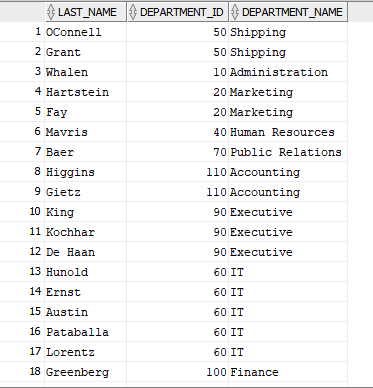 LAST_NAME DEPARTMENT_ID DEPARTMENT_NAME
1 OConnell 50 Shipping
2 Grant 50 Shipping
3 Whalen 10 Administration
4 Hartstein 20 Marketing
5 Fay 20 Marketing
6 Mavris 40 Human Resources
7 Baer 70 Public Relations
8 Higgins 110 Accounting
9 Gietz 110 Accounting
10 King 90 Executive
11 Kochhar 90 Executive
12 De Haan 90 Executive
13 Hunold 60 IT
14 Ernst 60 IT
15 Austin 60 IT
16 Pataballa 60 IT
17 Lorentz 60 IT
18 Greenberg 100 Finance